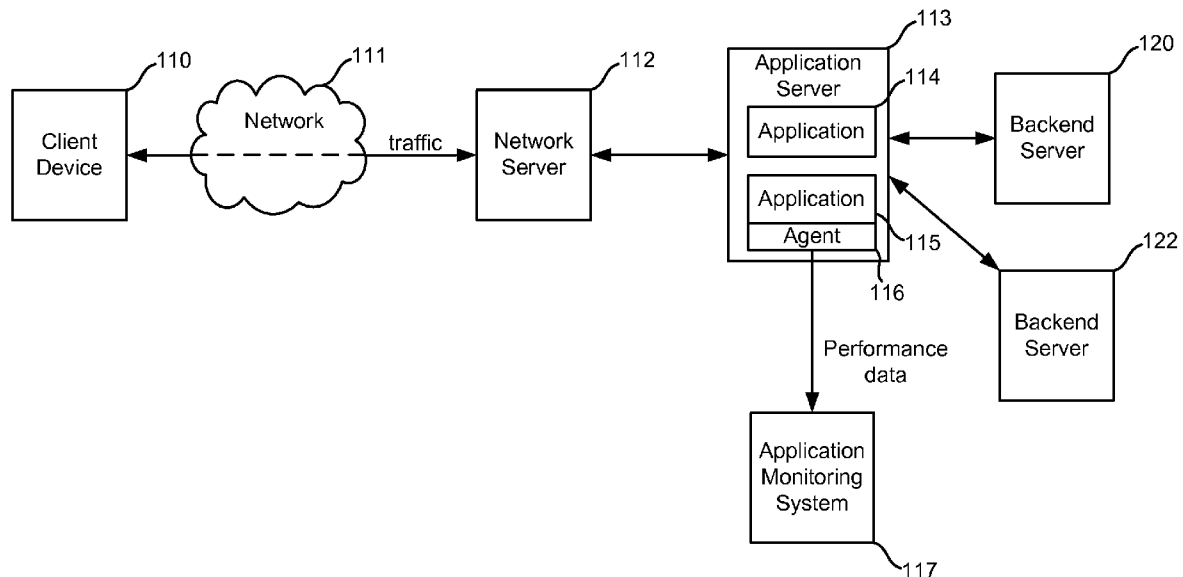 110
Client
Device
111
Network
traffic
112
Network
Server
113
Application
Server
114
Application
Application
115
Agent
116
120
Backend
Server
122
Backend
Server
Performance
data
Application
Monitoring
System
117